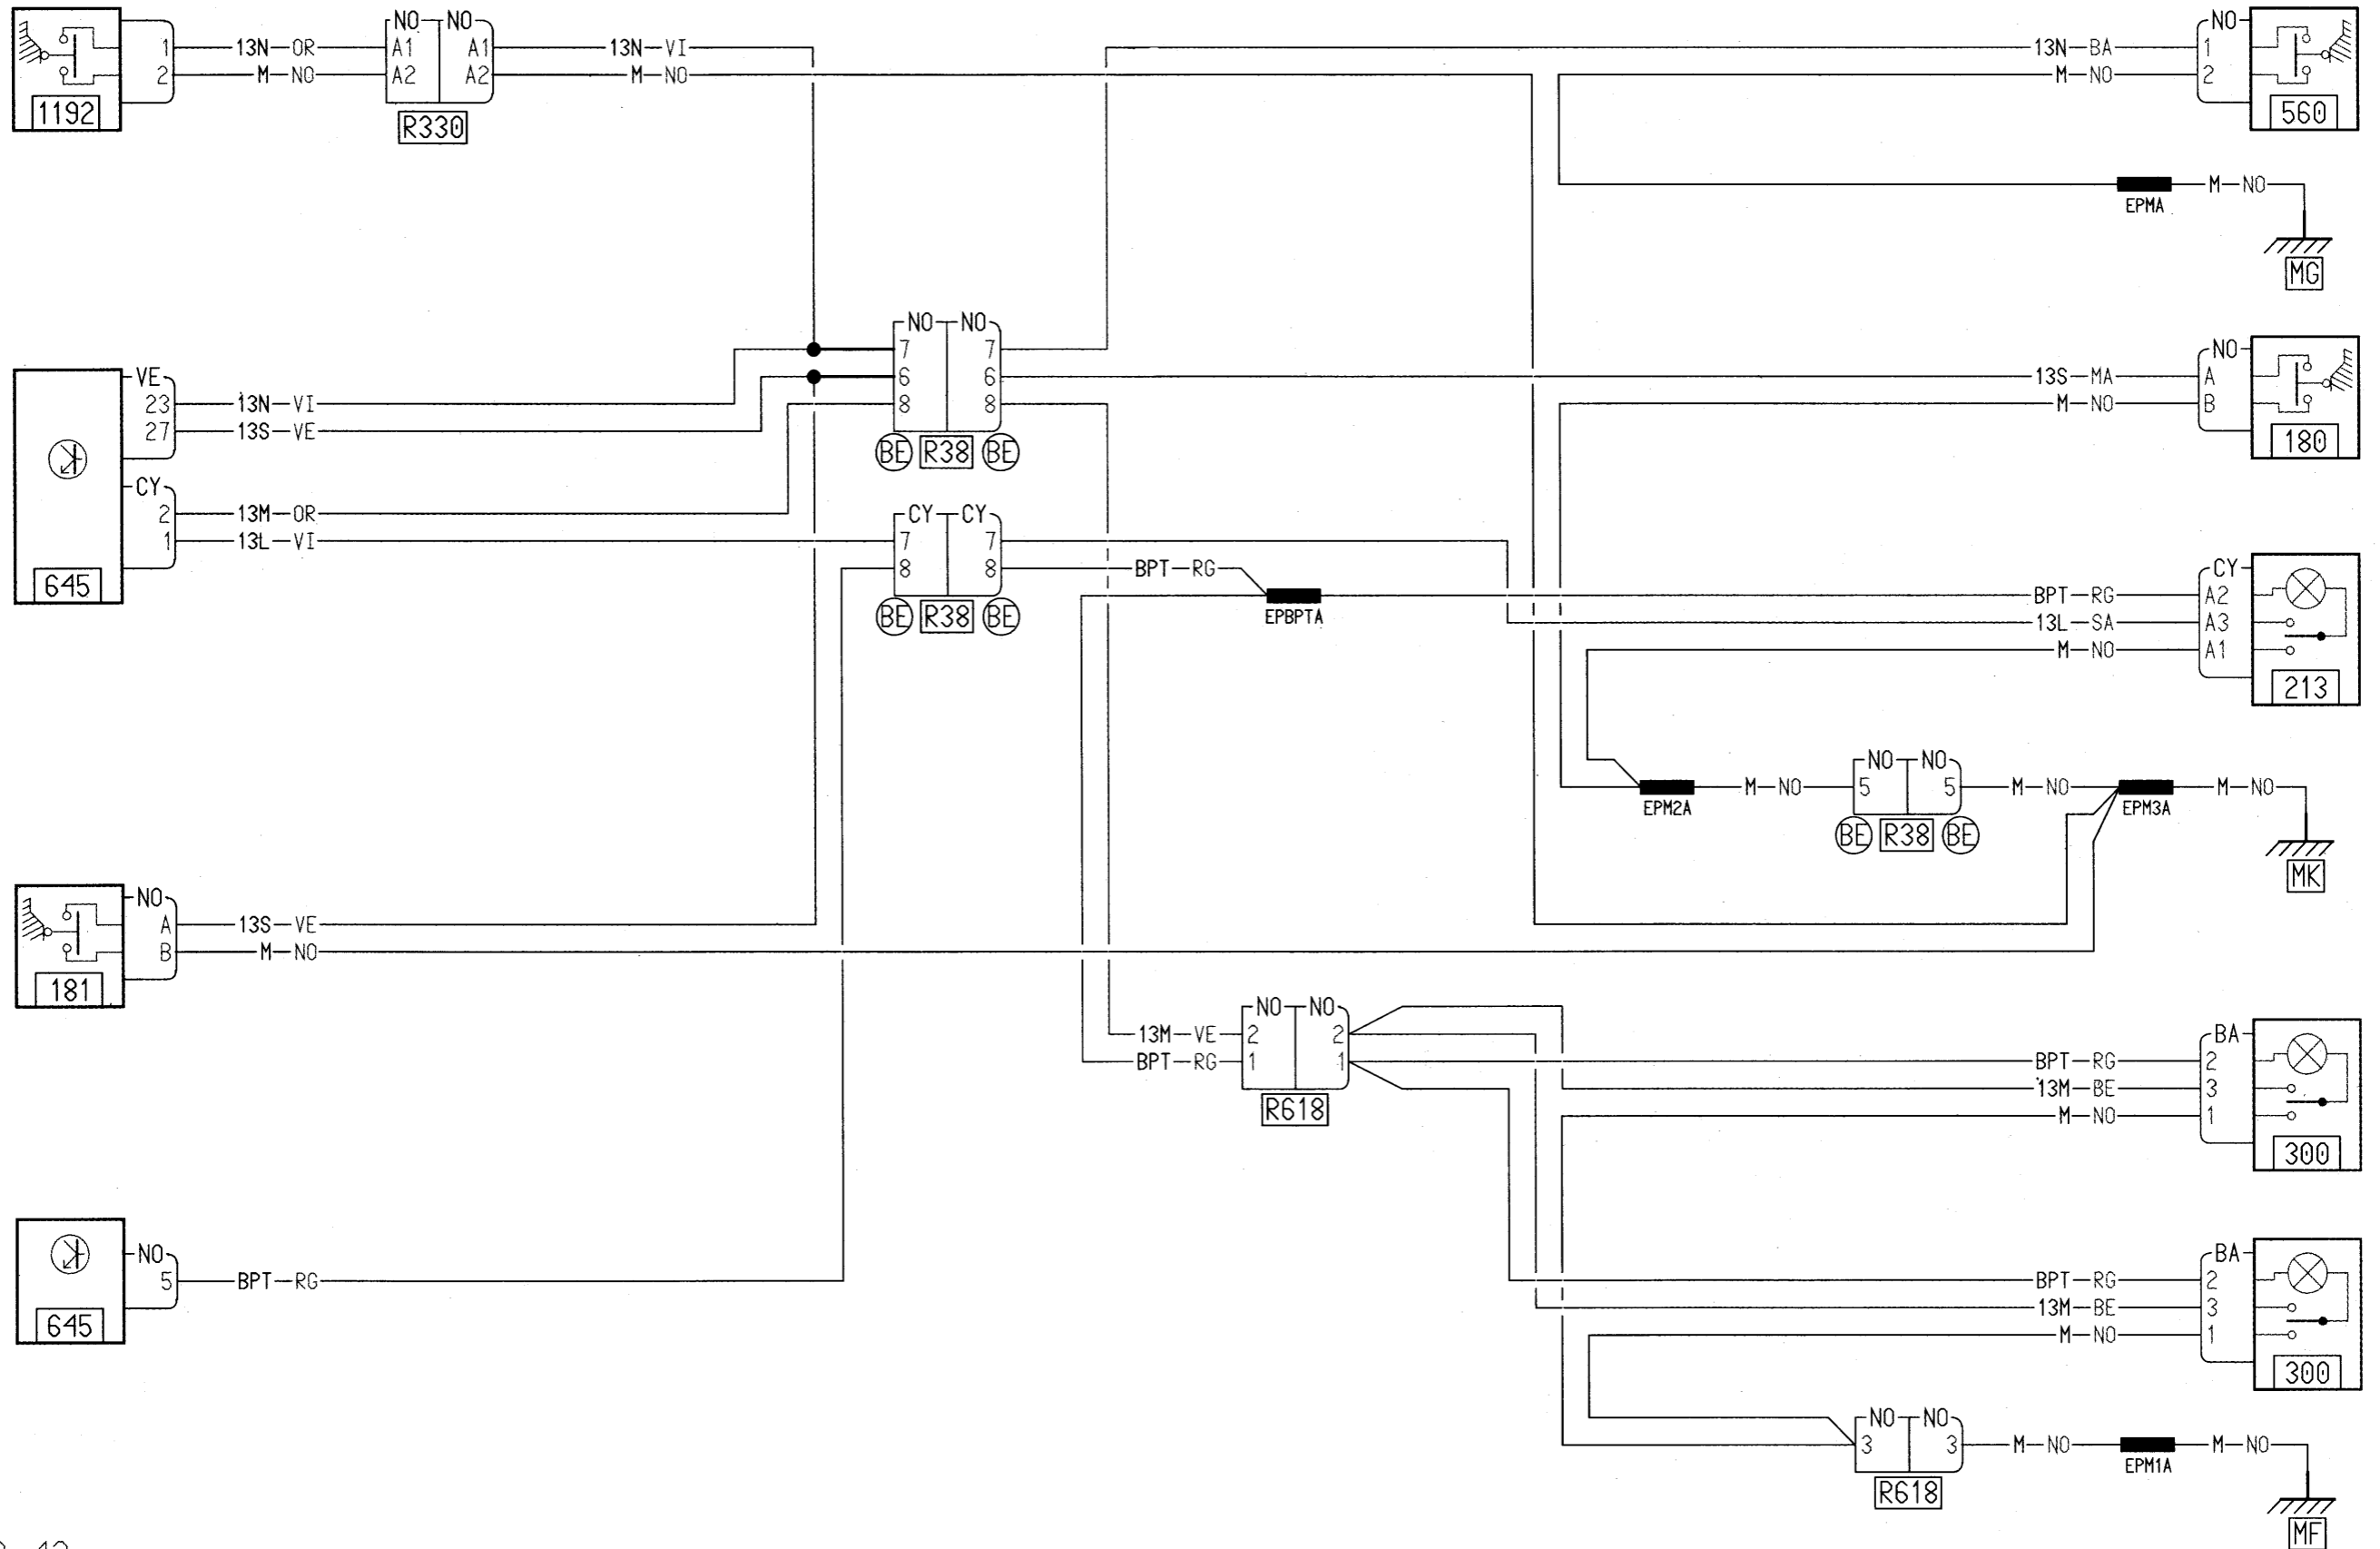 NO NO
1 13N OR A1 A1 13N VI
2 M NO A2 A2 M NO
1192
R330
NO
13N BA 1
M NO 2
560
EPMA M NO
MG
VE
23 13N VI
27 13S VE
CY
2 13M OR
1 13L VI
645
NO NO
7 7
6 6
8 8
BE R38 BE
CY CY
7 7
8 8 BPT RG
BE R38 BE
EPBPTA
NO
13S MA A
M NO B
180
CY
BPT RG A2
13L SA A3
M NO A1
213
NO NO
M NO 5 5 M NO M NO
EPM2A EPM3A
BE R38 BE
MK
NO
A 13S VE
B M NO
181
NO NO
13M VE 2 2
BPT RG 1 1
R618
BA
BPT RG 2
13M BE 3
M NO 1
300
NO
5 BPT RG
645
BA
BPT RG 2
13M BE 3
M NO 1
300
NO NO
3 3 M NO M NO
EPM1A
R618
MF